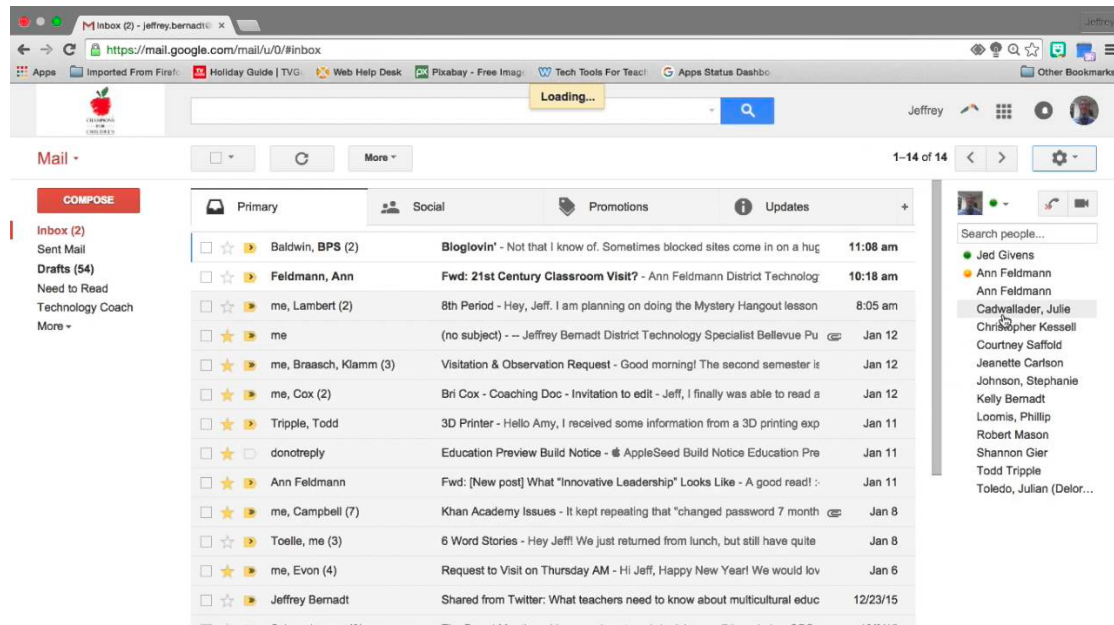 Inbox (2) - jeffrey.bernadt@
Jeffrey
https://mail.google.com/mail/u/0/#inbox
Apps Imported From Firefo Holiday Guide | TVG Web Help Desk Pixabay - Free Image Tech Tools For Teach Apps Status Dashbo Other Bookmarks
Loading...
CHAMPIONS
FOR
CHILDREN
Jeffrey
Mail
More
1–14 of 14
COMPOSE
Inbox (2)
Sent Mail
Drafts (54)
Need to Read
Technology Coach
More
Primary Social Promotions Updates +
Baldwin, BPS (2) Bloglovin' - Not that I know of. Sometimes blocked sites come in on a hug 11:08 am
Feldmann, Ann Fwd: 21st Century Classroom Visit? - Ann Feldmann District Technolog 10:18 am
me, Lambert (2) 8th Period - Hey, Jeff. I am planning on doing the Mystery Hangout lesson 8:05 am
me (no subject) - -- Jeffrey Bernadt District Technology Specialist Bellevue Pu Jan 12
me, Braasch, Klamm (3) Visitation & Observation Request - Good morning! The second semester is Jan 12
me, Cox (2) Bri Cox - Coaching Doc - Invitation to edit - Jeff, I finally was able to read a Jan 12
Tripple, Todd 3D Printer - Hello Amy, I received some information from a 3D printing exp Jan 11
donotreply Education Preview Build Notice - AppleSeed Build Notice Education Pre Jan 11
Ann Feldmann Fwd: [New post] What "Innovative Leadership" Looks Like - A good read! :- Jan 11
me, Campbell (7) Khan Academy Issues - It kept repeating that "changed password 7 month Jan 8
Toelle, me (3) 6 Word Stories - Hey Jeff! We just returned from lunch, but still have quite Jan 8
me, Evon (4) Request to Visit on Thursday AM - Hi Jeff, Happy New Year! We would lov Jan 6
Jeffrey Bernadt Shared from Twitter: What teachers need to know about multicultural educ 12/23/15
Search people...
Jed Givens
Ann Feldmann
Ann Feldmann
Cadwallader, Julie
Christopher Kessell
Courtney Saffold
Jeanette Carlson
Johnson, Stephanie
Kelly Bernadt
Loomis, Phillip
Robert Mason
Shannon Gier
Todd Tripple
Toledo, Julian (Delor...